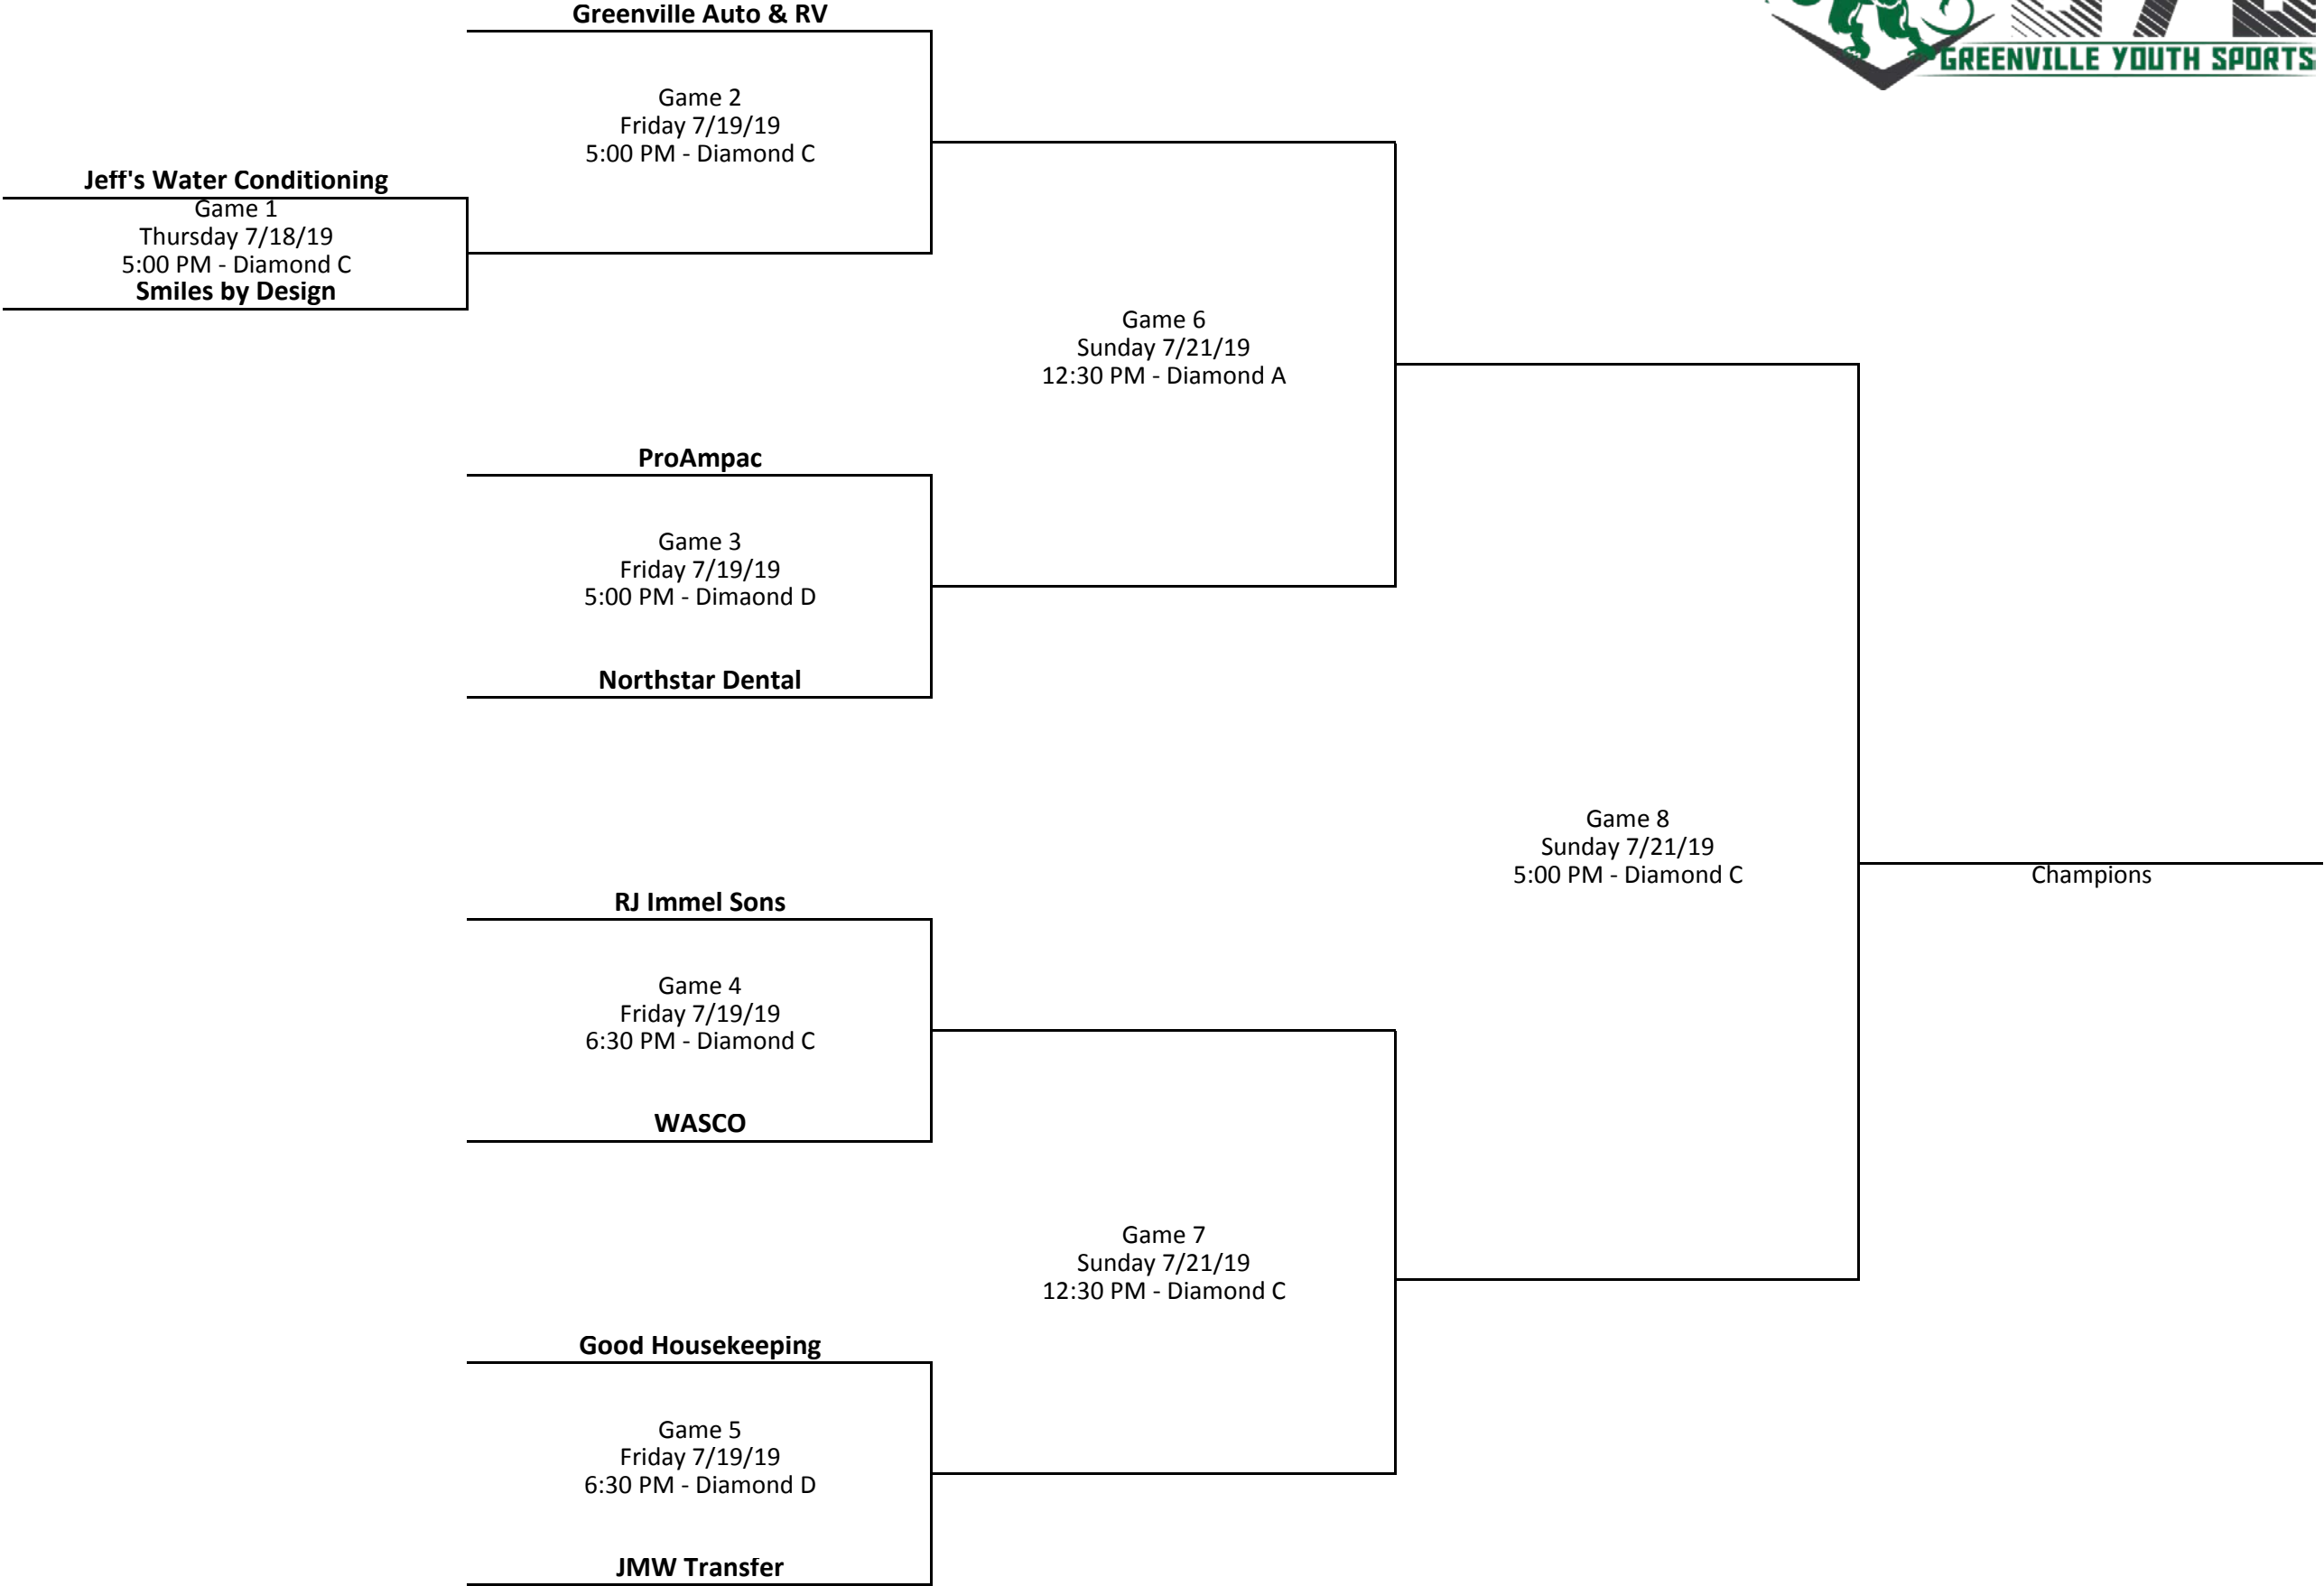 Greenville Auto & RV
GREENVILLE YOUTH SPORTS
Game 2
Friday 7/19/19
5:00 PM - Diamond C
Jeff's Water Conditioning
Game 1
Thursday 7/18/19
5:00 PM - Diamond C
Smiles by Design
Game 6
Sunday 7/21/19
12:30 PM - Diamond A
ProAmpac
Game 3
Friday 7/19/19
5:00 PM - Dimaond D
Northstar Dental
Game 8
Sunday 7/21/19
5:00 PM - Diamond C
Champions
RJ Immel Sons
Game 4
Friday 7/19/19
6:30 PM - Diamond C
WASCO
Game 7
Sunday 7/21/19
12:30 PM - Diamond C
Good Housekeeping
Game 5
Friday 7/19/19
6:30 PM - Diamond D
JMW Transfer